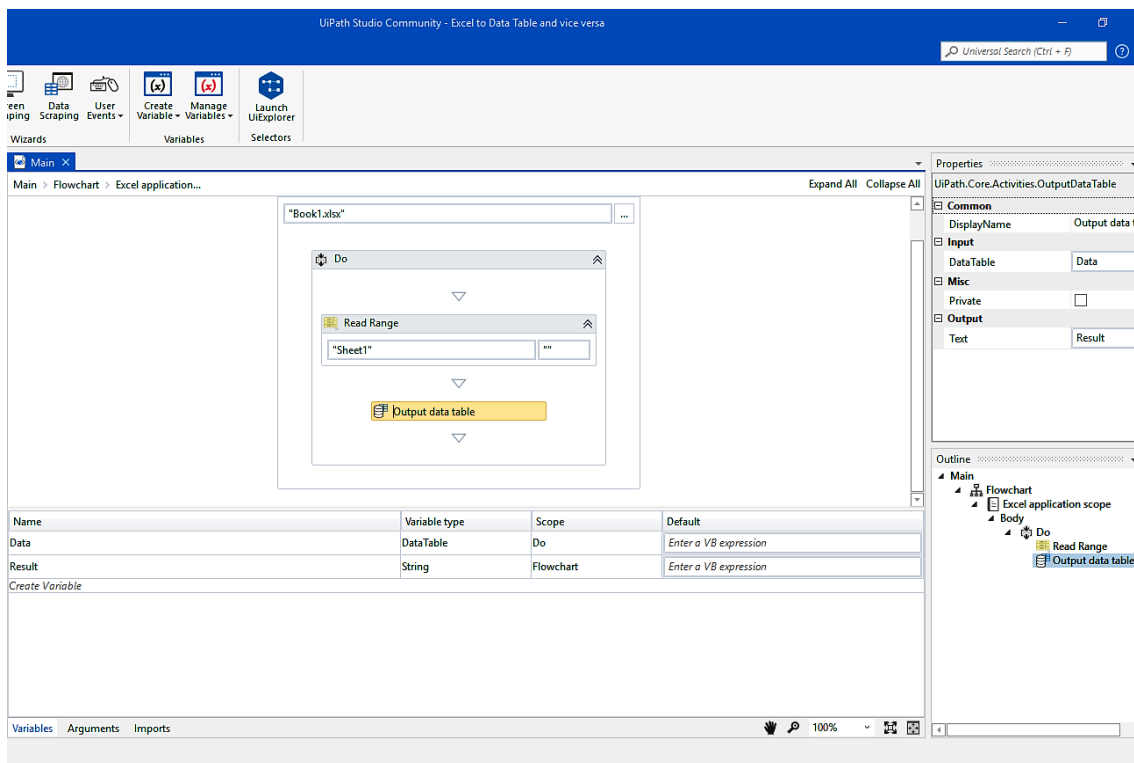 UiPath Studio Community - Excel to Data Table and vice versa
Universal Search (Ctrl + F)
?
reen Data User Create Manage Launch
aping Scraping Events Variable Variables UiExplorer
Wizards Variables Selectors
Main
Main > Flowchart > Excel application...
Expand All Collapse All
"Book1.xlsx"
...
Do
Read Range
"Sheet1" ""
Output data table
Name Variable type Scope Default
Data DataTable Do Enter a VB expression
Result String Flowchart Enter a VB expression
Create Variable
Variables Arguments Imports
100%
Properties
UiPath.Core.Activities.OutputDataTable
Common
DisplayName Output data t
Input
DataTable Data
Misc
Private
Output
Text Result
Outline
Main
Flowchart
Excel application scope
Body
Do
Read Range
Output data table